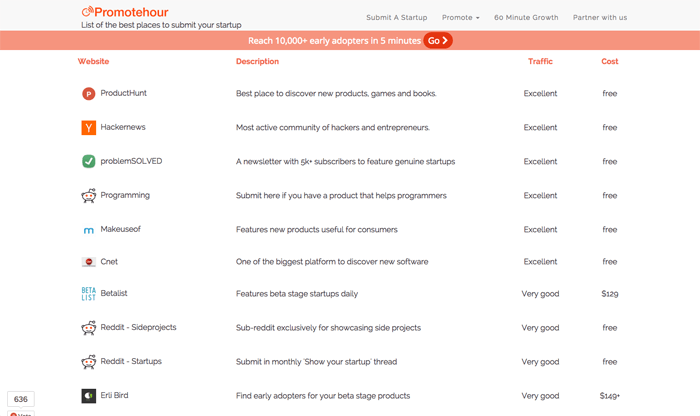 Promotehour
List of the best places to submit your startup
Submit A Startup Promote 60 Minute Growth Partner with us
Reach 10,000+ early adopters in 5 minutes Go
Website Description Traffic Cost
P ProductHunt Best place to discover new products, games and books. Excellent free
Y Hackernews Most active community of hackers and entrepreneurs. Excellent free
problemSOLVED A newsletter with 5k+ subscribers to feature genuine startups Excellent free
Programming Submit here if you have a product that helps programmers Excellent free
m Makeuseof Features new products useful for consumers Excellent free
Cnet One of the biggest platform to discover new software Excellent free
BETA LIST Betalist Features beta stage startups daily Very good $129
Reddit - Sideprojects Sub-reddit exclusively for showcasing side projects Very good free
Reddit - Startups Submit in monthly 'Show your startup' thread Very good free
Erli Bird Find early adopters for your beta stage products Very good $149+
636